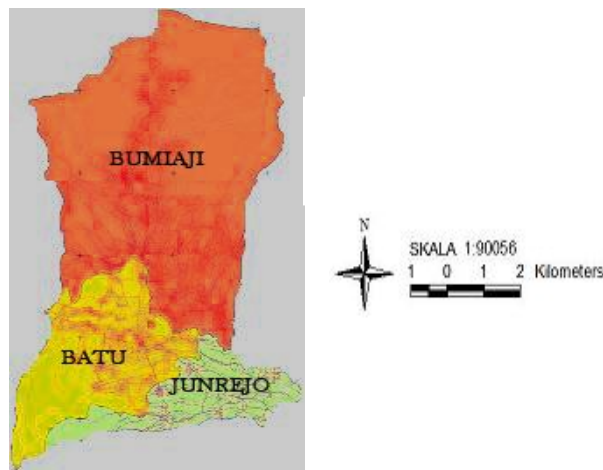 BUMIAJI
BATU
JUNREJO
N
SKALA 1:90056
1 0 1 2 Kilometers